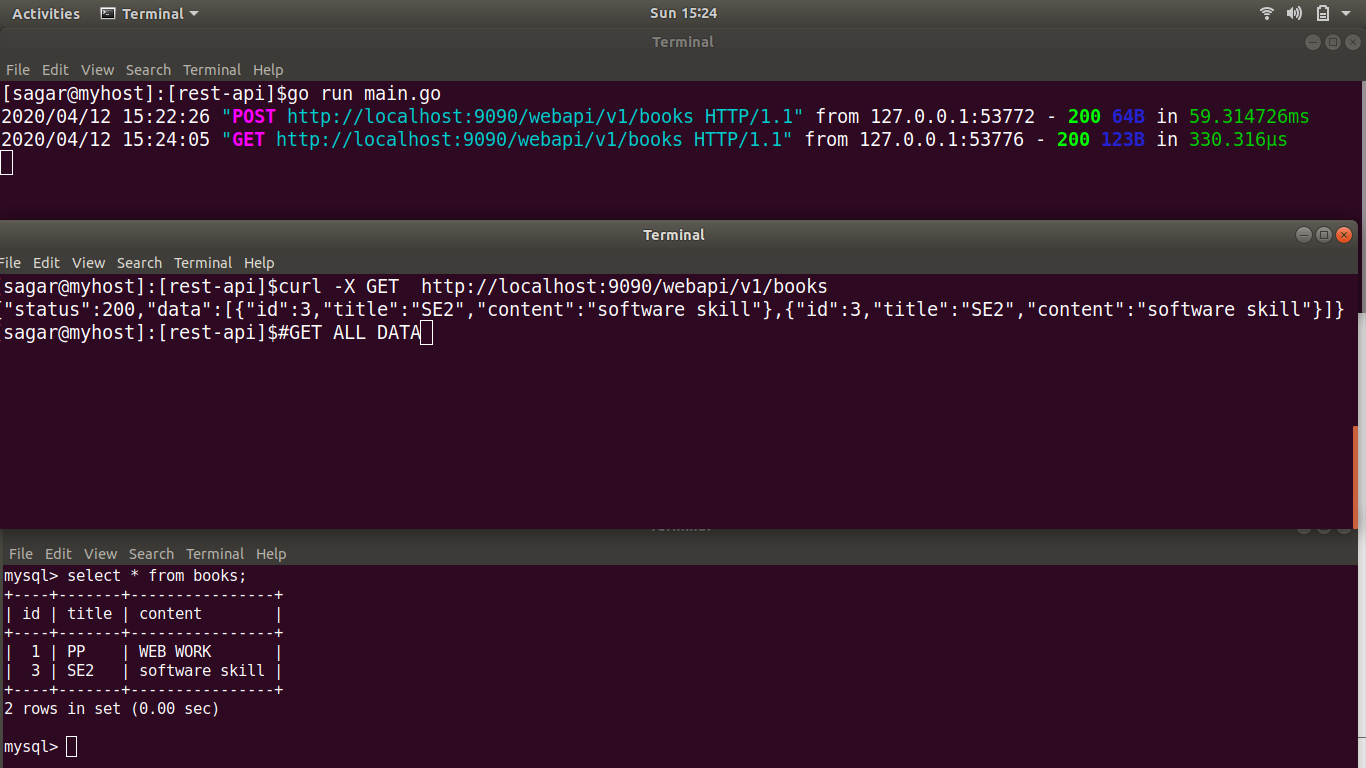 Activities Terminal Sun 15:24
Terminal
File Edit View Search Terminal Help
[sagar@myhost]:[rest-api]$go run main.go
2020/04/12 15:22:26 "POST http://localhost:9090/webapi/v1/books HTTP/1.1" from 127.0.0.1:53772 - 200 64B in 59.314726ms
2020/04/12 15:24:05 "GET http://localhost:9090/webapi/v1/books HTTP/1.1" from 127.0.0.1:53776 - 200 123B in 330.316µs
Terminal
File Edit View Search Terminal Help
[sagar@myhost]:[rest-api]$curl -X GET  http://localhost:9090/webapi/v1/books
{"status":200,"data":[{"id":3,"title":"SE2","content":"software skill"},{"id":3,"title":"SE2","content":"software skill"}]}
[sagar@myhost]:[rest-api]$#GET ALL DATA
Terminal
File Edit View Search Terminal Help
mysql> select * from books;
+----+-------+----------------+
| id | title | content        |
+----+-------+----------------+
|  1 | PP    | WEB WORK       |
|  3 | SE2   | software skill |
+----+-------+----------------+
2 rows in set (0.00 sec)
mysql>